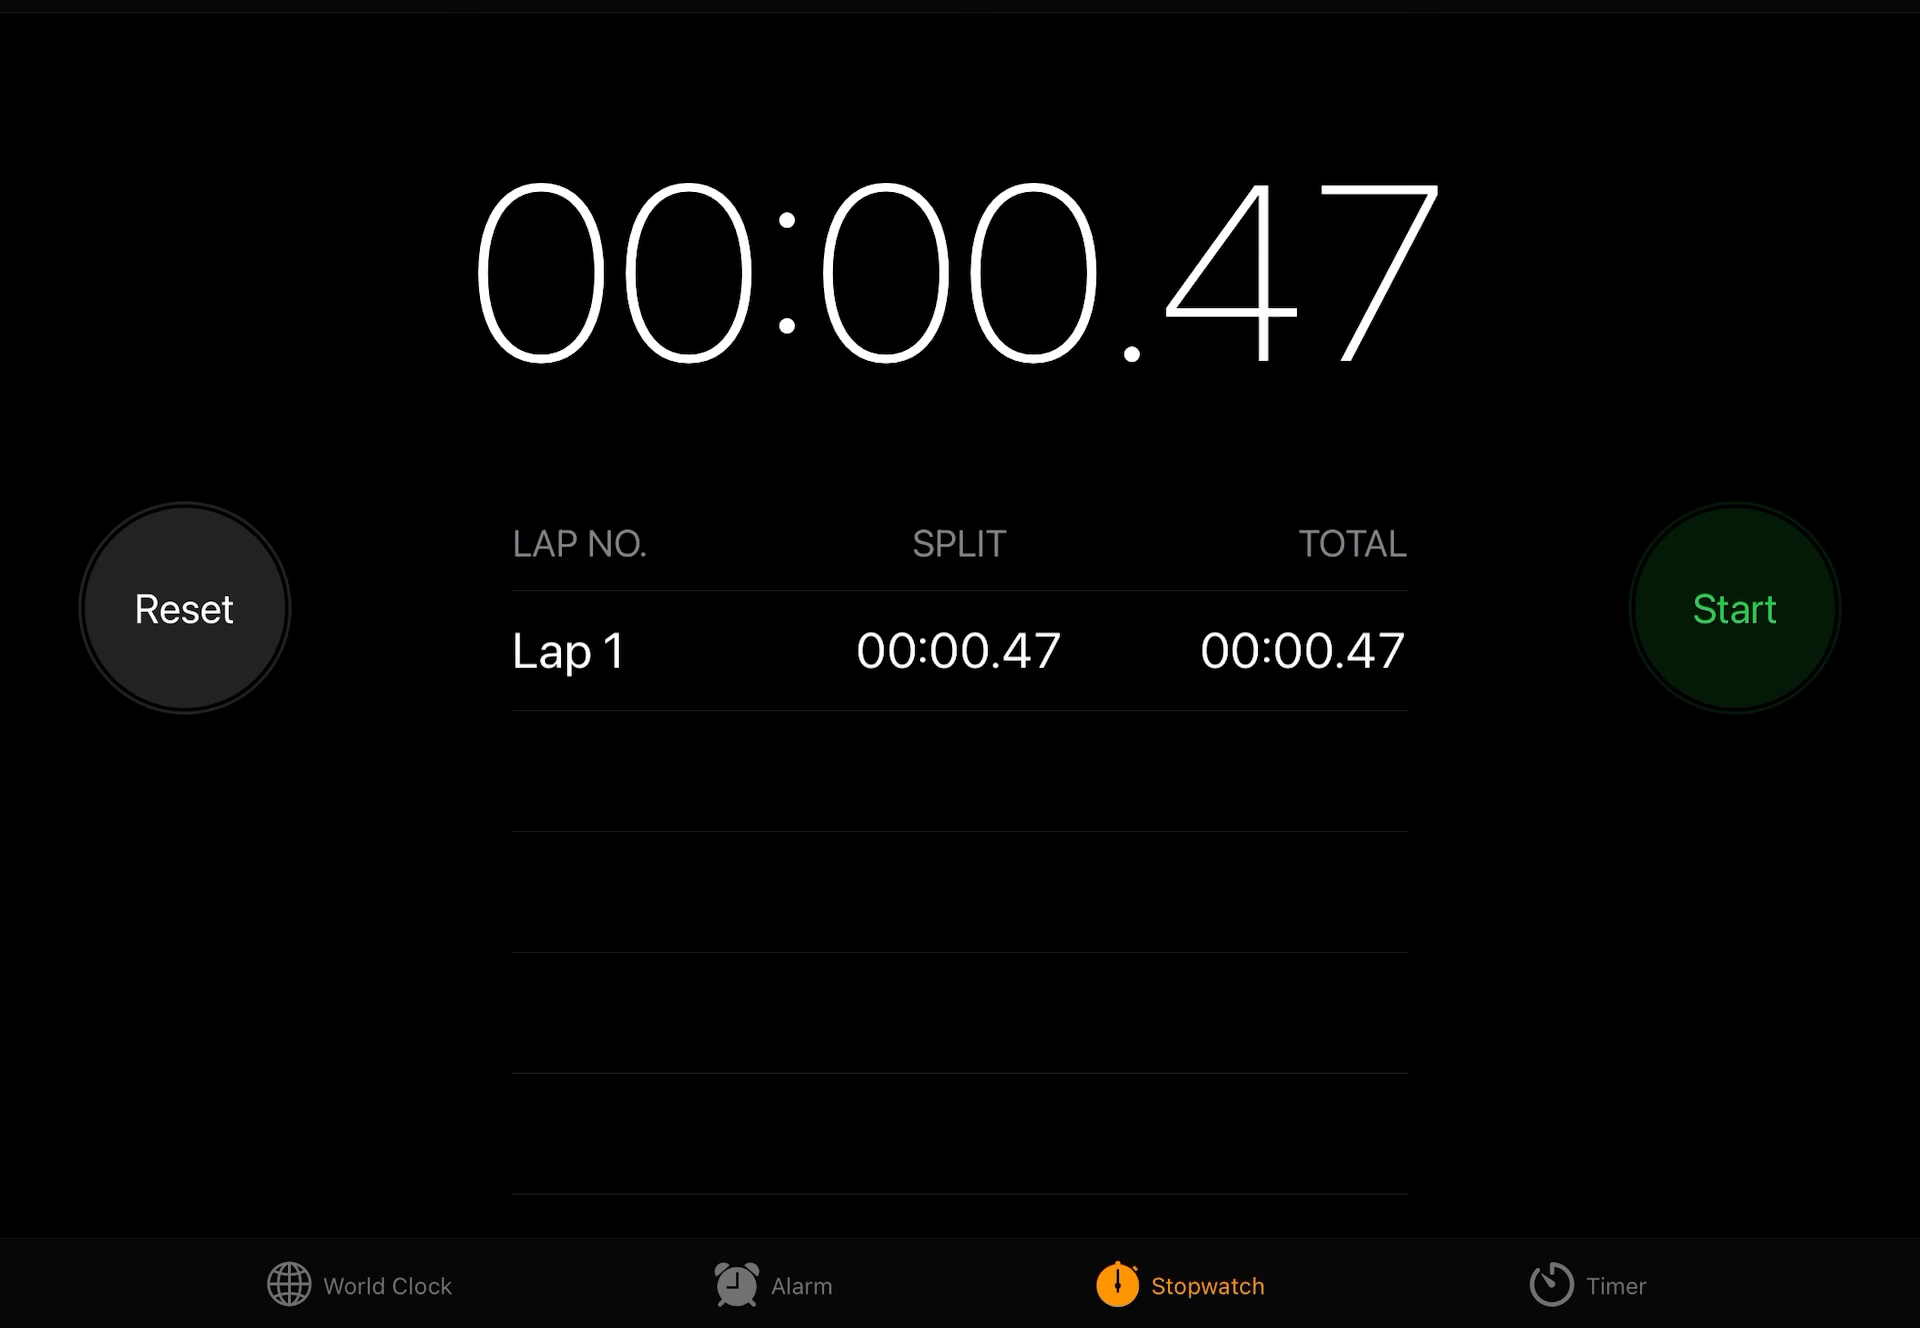 00:00.47
LAP NO. SPLIT TOTAL
Reset
Lap 1 00:00.47 00:00.47
Start
World Clock Alarm Stopwatch Timer